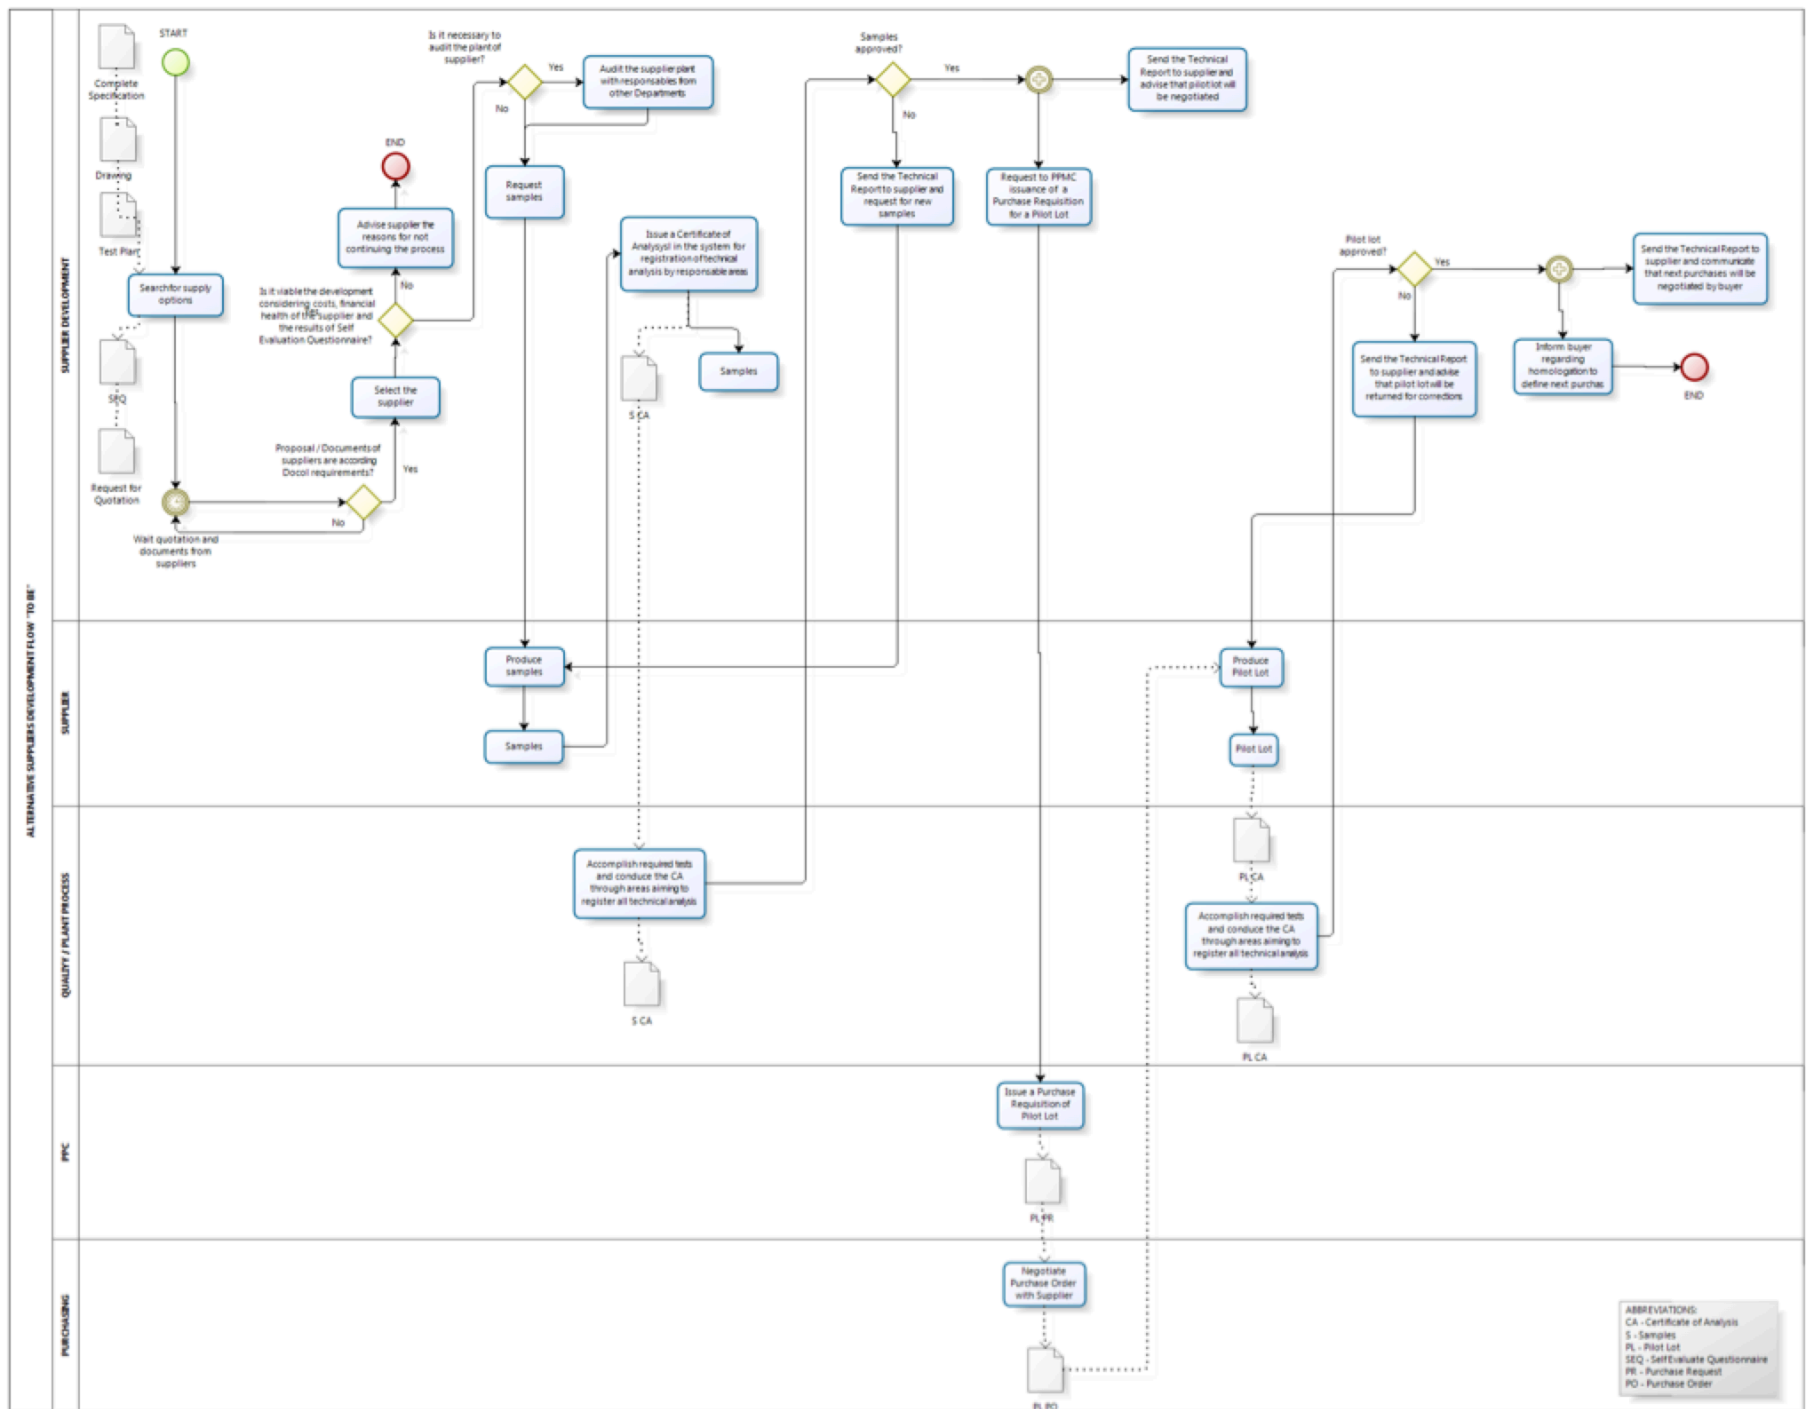 ALTERNATIVE SUPPLIERS DEVELOPMENT FLOW "TO BE"
SUPPLIER DEVELOPMENT
START
Complete
Specification
Drawing
Test Plan
Search for supply
options
SEQ
Request for
Quotation
Wait quotation and
documents from
suppliers
Proposal / Documents of
suppliers are according
Docol requirements?
Yes
No
Select the
supplier
Is it viable the development
considering costs, financial
health of the supplier and
the results of Self
Evaluation Questionnaire?
Yes
No
Advise supplier the
reasons for not
continuing the process
END
Is it necessary to
audit the plant of
supplier?
Yes
No
Audit the supplier plant
with responsables from
other Departments
Request
samples
Issue a Certificate of
Analysysl in the system for
registration of technical
analysis by responsable areas
S CA
Samples
Samples
approved?
Yes
No
Send the Technical
Report to supplier and
request for new
samples
Request to PPMC
issuance of a
Purchase Requisition
for a Pilot Lot
Send the Technical
Report to supplier and
advise that pilot lot will
be negotiated
Pilot lot
approved?
Yes
No
Send the Technical Report
to supplier and advise
that pilot lot will be
returned for corrections
Send the Technical Report to
supplier and communicate
that next purchases will be
negotiated by buyer
Inform buyer
regarding
homologation to
define next purchas
END
SUPPLIER
Produce
samples
Samples
Produce
Pilot Lot
Pilot Lot
QUALITY / PLANT PROCESS
Accomplish required tests
and conduce the CA
through areas aiming to
register all technical analysis
S CA
PL CA
Accomplish required tests
and conduce the CA
through areas aiming to
register all technical analysis
PL CA
PPC
Issue a Purchase
Requisition of
Pilot Lot
PL PR
PURCHASING
Negotiate
Purchase Order
with Supplier
PL PO
ABBREVIATIONS:
CA - Certificate of Analysis
S - Samples
PL - Pilot Lot
SEQ - Self Evaluate Questionnaire
PR - Purchase Request
PO - Purchase Order